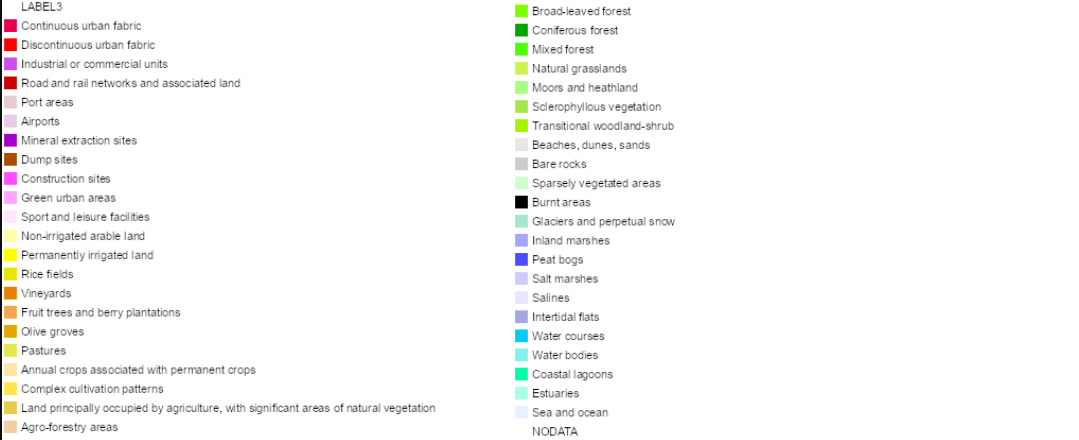 LABEL3
Continuous urban fabric
Discontinuous urban fabric
Industrial or commercial units
Road and rail networks and associated land
Port areas
Airports
Mineral extraction sites
Dump sites
Construction sites
Green urban areas
Sport and leisure facilities
Non-irrigated arable land
Permanently irrigated land
Rice fields
Vineyards
Fruit trees and berry plantations
Olive groves
Pastures
Annual crops associated with permanent crops
Complex cultivation patterns
Land principally occupied by agriculture, with significant areas of natural vegetation
Agro-forestry areas
Broad-leaved forest
Coniferous forest
Mixed forest
Natural grasslands
Moors and heathland
Sclerophyllous vegetation
Transitional woodland-shrub
Beaches, dunes, sands
Bare rocks
Sparsely vegetated areas
Burnt areas
Glaciers and perpetual snow
Inland marshes
Peat bogs
Salt marshes
Salines
Intertidal flats
Water courses
Water bodies
Coastal lagoons
Estuaries
Sea and ocean
NODATA